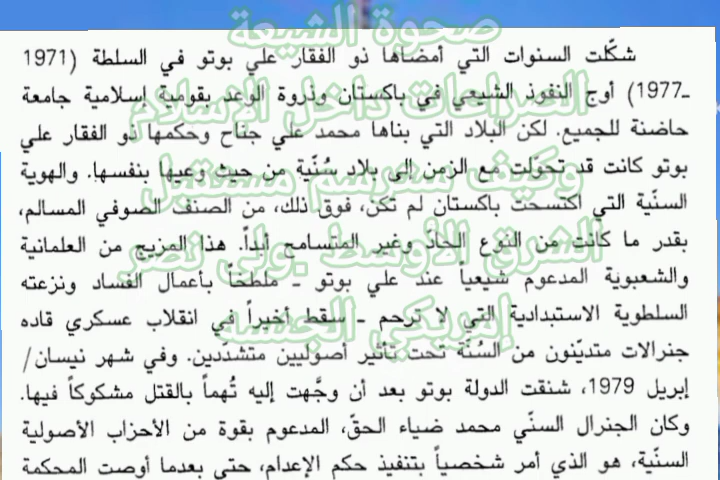 صحوة الشيعة
الصراعات داخل الإسلام
وكيف سترسم مستقبل
الشرق الأوسط .ولي نصر
إمريكي الجنسه
شكّلت السنوات التي أمضاها ذو الفقار علي بوتو في السلطة (1971
ـ1977) أوج النفوذ الشيعي في باكستان وذروة الوعد بقومية إسلامية جامعة
حاضنة للجميع. لكن البلاد التي بناها محمد علي جناح وحكمها ذو الفقار علي
بوتو كانت قد تحوّلت مع الزمن إلى بلاد سُنّية من حيث وعيها بنفسها. والهوية
السنّية التي اكتسحت باكستان لم تكن، فوق ذلك، من الصنف الصوفي المسالم،
بقدر ما كانت من النوع الحادّ وغير المتسامح أبداً. هذا المزيج من العلمانية
والشعبوية المدعوم شيعياً عند علي بوتو ـ ملطخاً بأعمال الفساد ونزعته
السلطوية الاستبدادية التي لا ترحم ـ سقط أخيراً في انقلاب عسكري قاده
جنرالات متديّنون من السُنّة تحت تأثير أصوليين متشدّدين. وفي شهر نيسان/
إبريل 1979، شنقت الدولة بوتو بعد أن وجَّهت إليه تُهماً بالقتل مشكوكاً فيها.
وكان الجنرال السنّي محمد ضياء الحقّ، المدعوم بقوة من الأحزاب الأصولية
السنّية، هو الذي أمر شخصياً بتنفيذ حكم الإعدام، حتى بعدما أوصت المحكمة